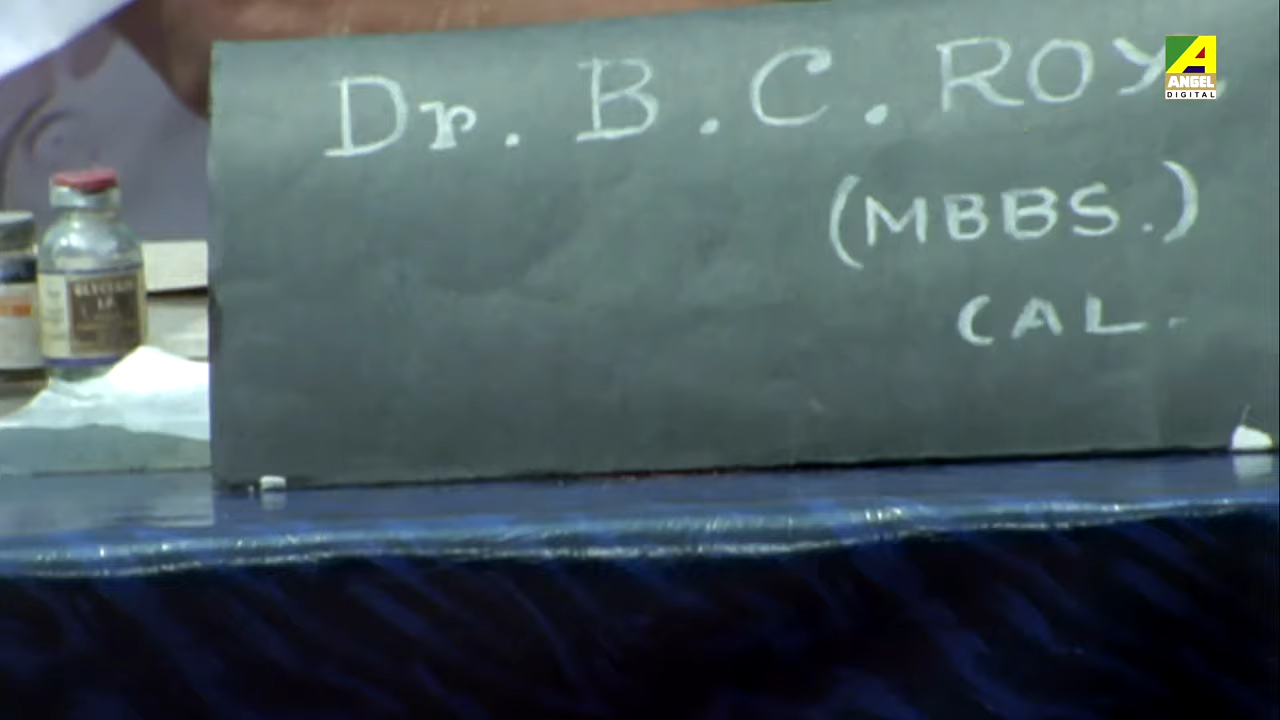 Dr. B. C. ROY.
(MBBS.)
CAL.
ANGEL
DIGITAL